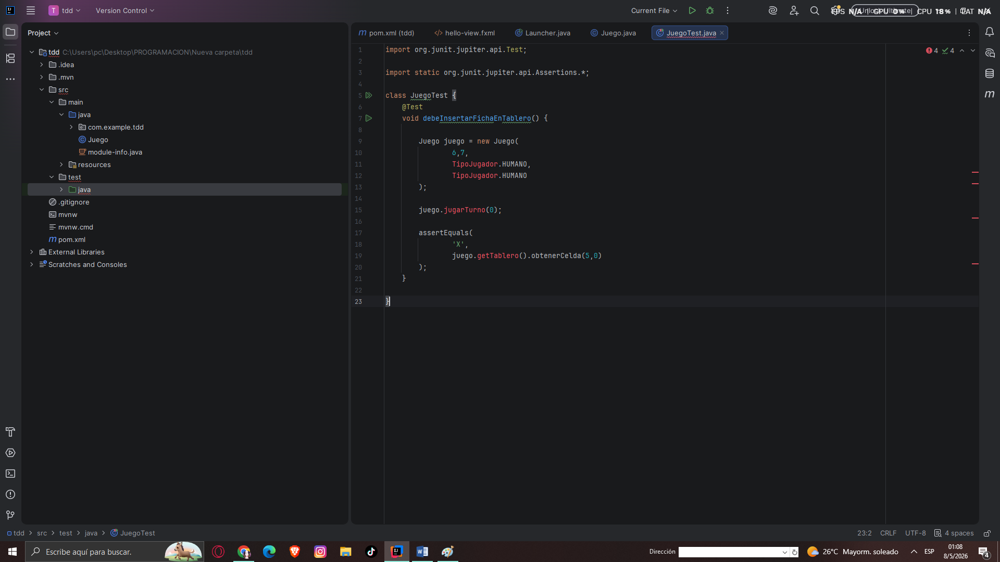 tdd
Version Control
Current File
Unlock Ultimate
FPS N/A | GPU 0% | CPU 18% | BAT N/A
Project
pom.xml (tdd)
hello-view.fxml
Launcher.java
Juego.java
JuegoTest.java
tdd C:\Users\pc\Desktop\PROGRAMACION\Nueva carpeta\tdd
.idea
.mvn
src
main
java
com.example.tdd
Juego
module-info.java
resources
test
java
.gitignore
mvnw
mvnw.cmd
pom.xml
External Libraries
Scratches and Consoles
4 4
1 import org.junit.jupiter.api.Test;
2
3 import static org.junit.jupiter.api.Assertions.*;
4
5 class JuegoTest {
6 @Test
7 void debeInsertarFichaEnTablero() {
8
9 Juego juego = new Juego(
10 6,7,
11 TipoJugador.HUMANO,
12 TipoJugador.HUMANO
13 );
14
15 juego.jugarTurno(0);
16
17 assertEquals(
18 'X',
19 juego.getTablero().obtenerCelda(5,0)
20 );
21 }
22
23 }
tdd > src > test > java > JuegoTest
23:2 CRLF UTF-8 4 spaces
Escribe aquí para buscar.
Dirección
26°C Mayorm. soleado
ESP
01:08
8/5/2026
4